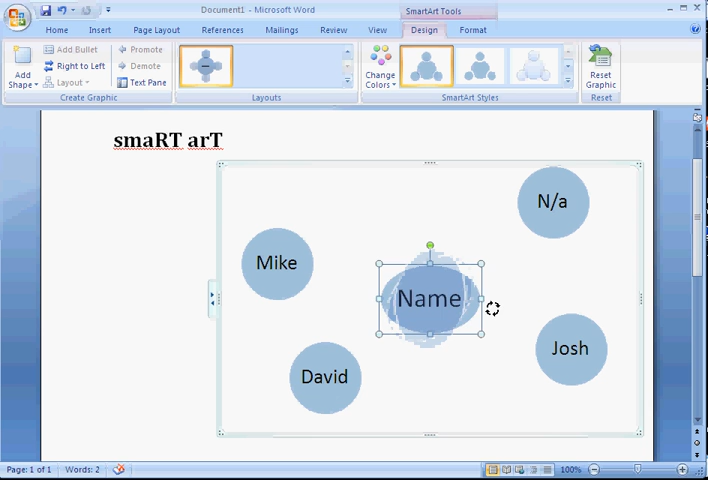 Document1 - Microsoft Word
SmartArt Tools
Home
Insert
Page Layout
References
Mailings
Review
View
Design
Format
Add Shape
Add Bullet
Right to Left
Layout
Promote
Demote
Text Pane
Create Graphic
Layouts
Change Colors
SmartArt Styles
Reset Graphic
Reset
smaRT arT
N/a
Mike
Name
Josh
David
Page: 1 of 1
Words: 2
100%